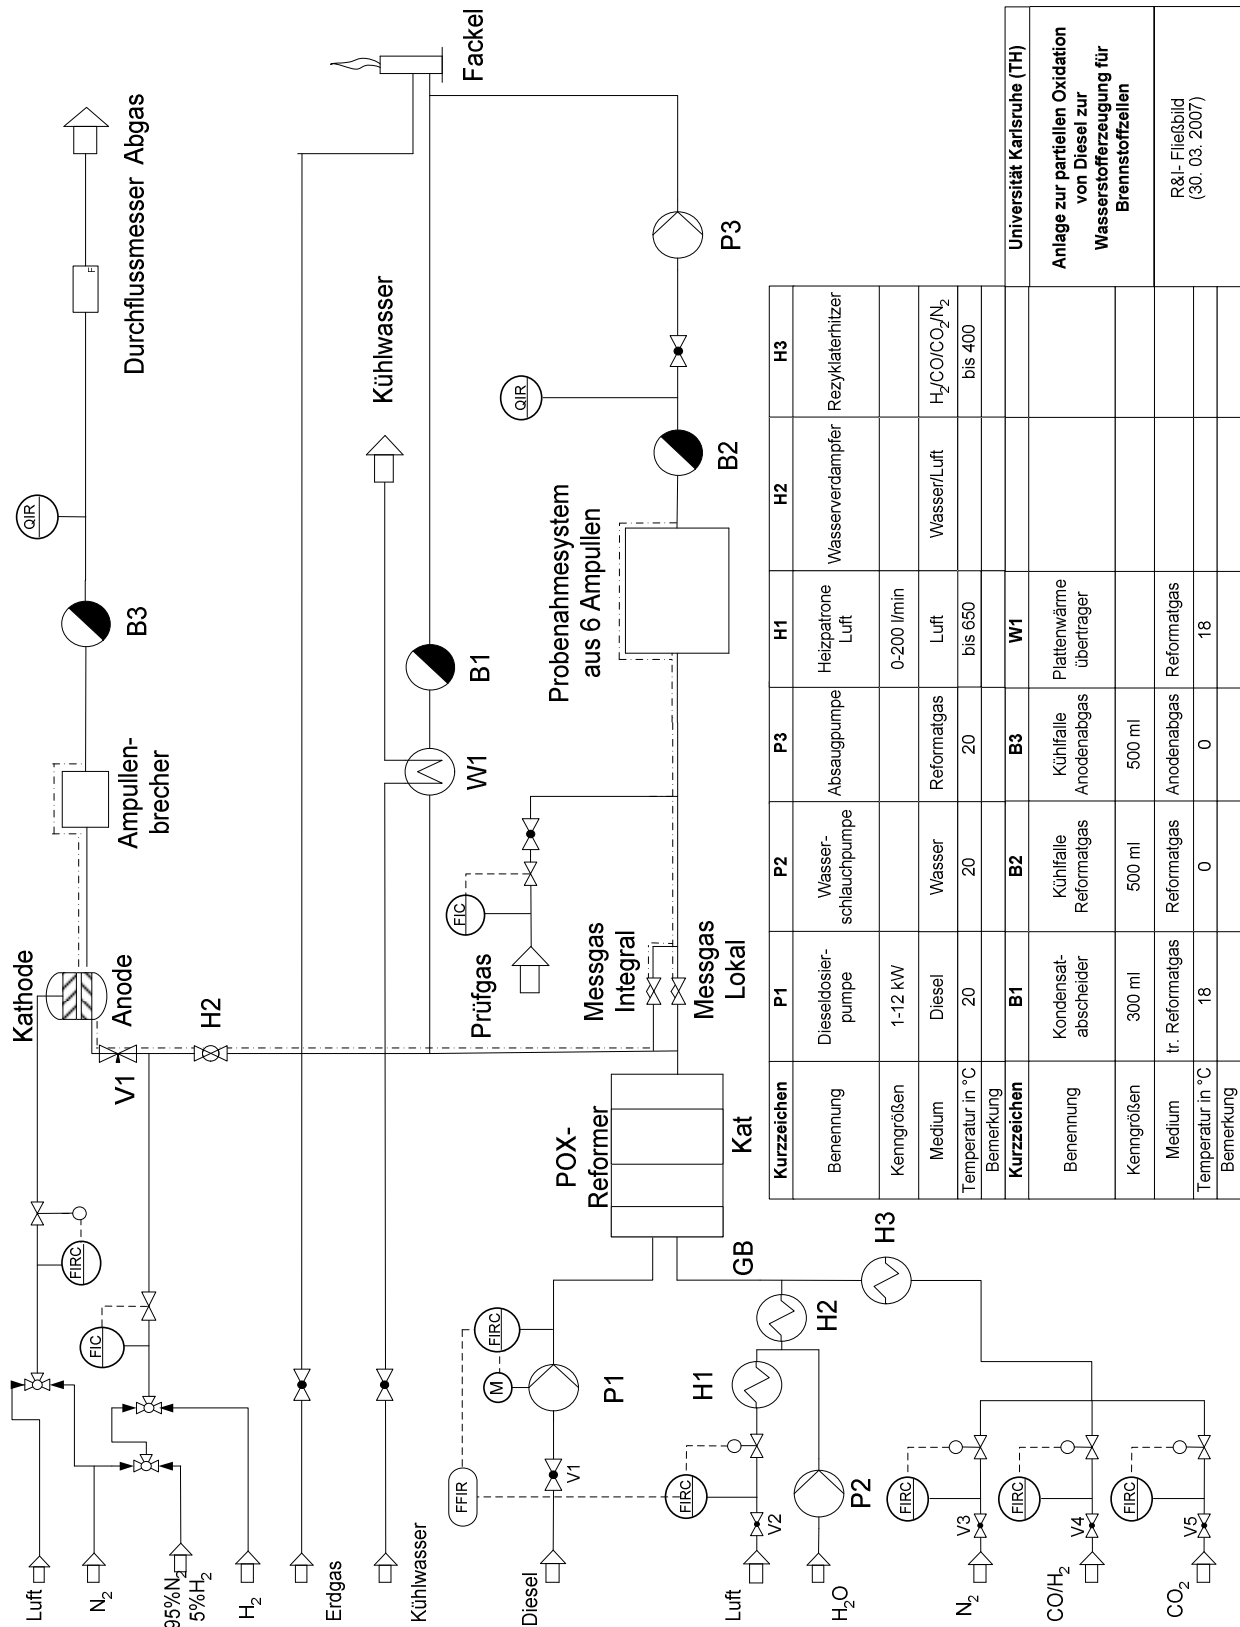 Luft
N2
95%N2
5%H2
H2
Erdgas
Kühlwasser
Diesel
Luft
H2O
N2
CO/H2
CO2
FIRC
FIC
Kathode
Anode
V1
H2
Ampullen-
brecher
B3
QIR
Durchflussmesser
F
Abgas
Kühlwasser
Fackel
W1
B1
FIC
Prüfgas
Messgas
Integral
Messgas
Lokal
Probenahmesystem
aus 6 Ampullen
B2
QIR
P3
POX-
Reformer
Kat
GB
FFIR
FIRC
M
P1
V1
FIRC
V2
H1
H2
H3
P2
FIRC
V3
FIRC
V4
FIRC
V5
Kurzzeichen P1 P2 P3 H1 H2 H3
Benennung Dieseldosier-
pumpe Wasser-
schlauchpumpe Absaugpumpe Heizpatrone
Luft Wasserverdampfer Rezyklaterhitzer
Kenngrößen 1-12 kW 0-200 l/min
Medium Diesel Wasser Reformatgas Luft Wasser/Luft H2/CO/CO2/N2
Temperatur in °C 20 20 20 bis 650 bis 400
Bemerkung
Kurzzeichen B1 B2 B3 W1
Benennung Kondensat-
abscheider Kühlfalle
Reformatgas Kühlfalle
Anodenabgas Plattenwärme
übertrager
Kenngrößen 300 ml 500 ml 500 ml
Medium tr. Reformatgas Reformatgas Anodenabgas Reformatgas
Temperatur in °C 18 0 0 18
Bemerkung
Universität Karlsruhe (TH)
Anlage zur partiellen Oxidation
von Diesel zur
Wasserstofferzeugung für
Brennstoffzellen
R&I- Fließbild
(30. 03. 2007)